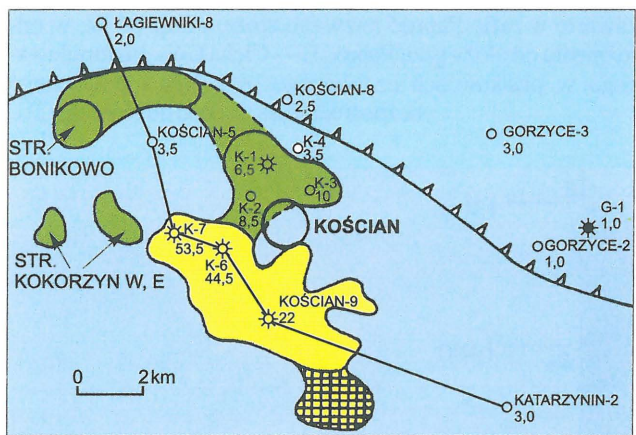 ŁAGIEWNIKI-8
2,0
KOŚCIAN-8
2,5
KOŚCIAN-5
3,5
K-4
3,5
GORZYCE-3
3,0
STR.
BONIKOWO
K-1
6,5
K-3
10
K-2
8,5
KOŚCIAN
G-1
1,0
GORZYCE-2
1,0
K-7
53,5
K-6
44,5
STR.
KOKORZYN W, E
KOŚCIAN-9
22
0 2 km
KATARZYNIN-2
3,0